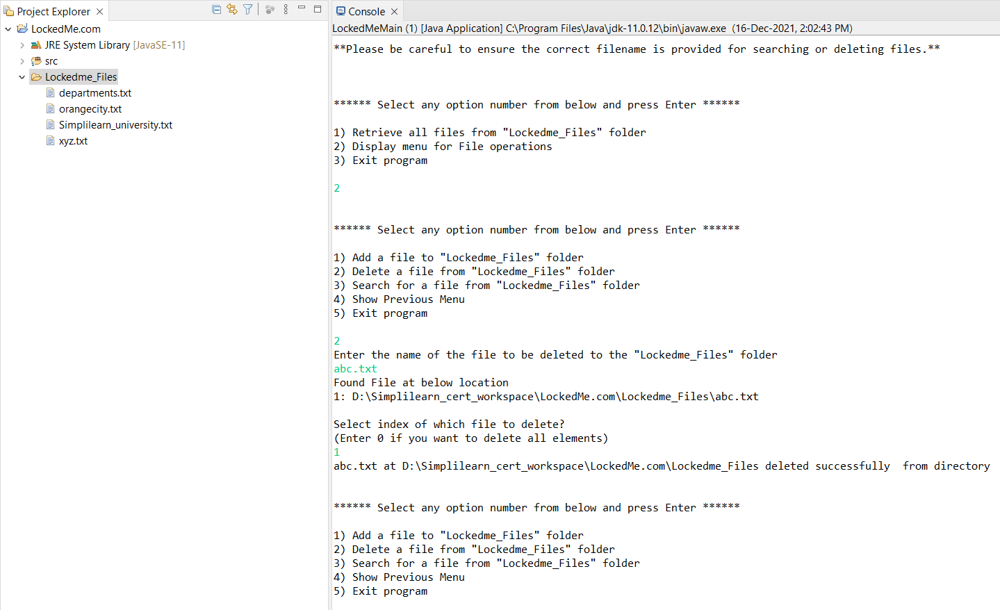 Project Explorer
LockedMe.com
JRE System Library [JavaSE-11]
src
Lockedme_Files
departments.txt
orangecity.txt
Simplilearn_university.txt
xyz.txt
Console
LockedMeMain (1) [Java Application] C:\Program Files\Java\jdk-11.0.12\bin\javaw.exe (16-Dec-2021, 2:02:43 PM)
**Please be careful to ensure the correct filename is provided for searching or deleting files.**
****** Select any option number from below and press Enter ******
1) Retrieve all files from "Lockedme_Files" folder
2) Display menu for File operations
3) Exit program
2
****** Select any option number from below and press Enter ******
1) Add a file to "Lockedme_Files" folder
2) Delete a file from "Lockedme_Files" folder
3) Search for a file from "Lockedme_Files" folder
4) Show Previous Menu
5) Exit program
2
Enter the name of the file to be deleted to the "Lockedme_Files" folder
abc.txt
Found File at below location
1: D:\Simplilearn_cert_workspace\LockedMe.com\Lockedme_Files\abc.txt
Select index of which file to delete?
(Enter 0 if you want to delete all elements)
1
abc.txt at D:\Simplilearn_cert_workspace\LockedMe.com\Lockedme_Files deleted successfully  from directory
****** Select any option number from below and press Enter ******
1) Add a file to "Lockedme_Files" folder
2) Delete a file from "Lockedme_Files" folder
3) Search for a file from "Lockedme_Files" folder
4) Show Previous Menu
5) Exit program